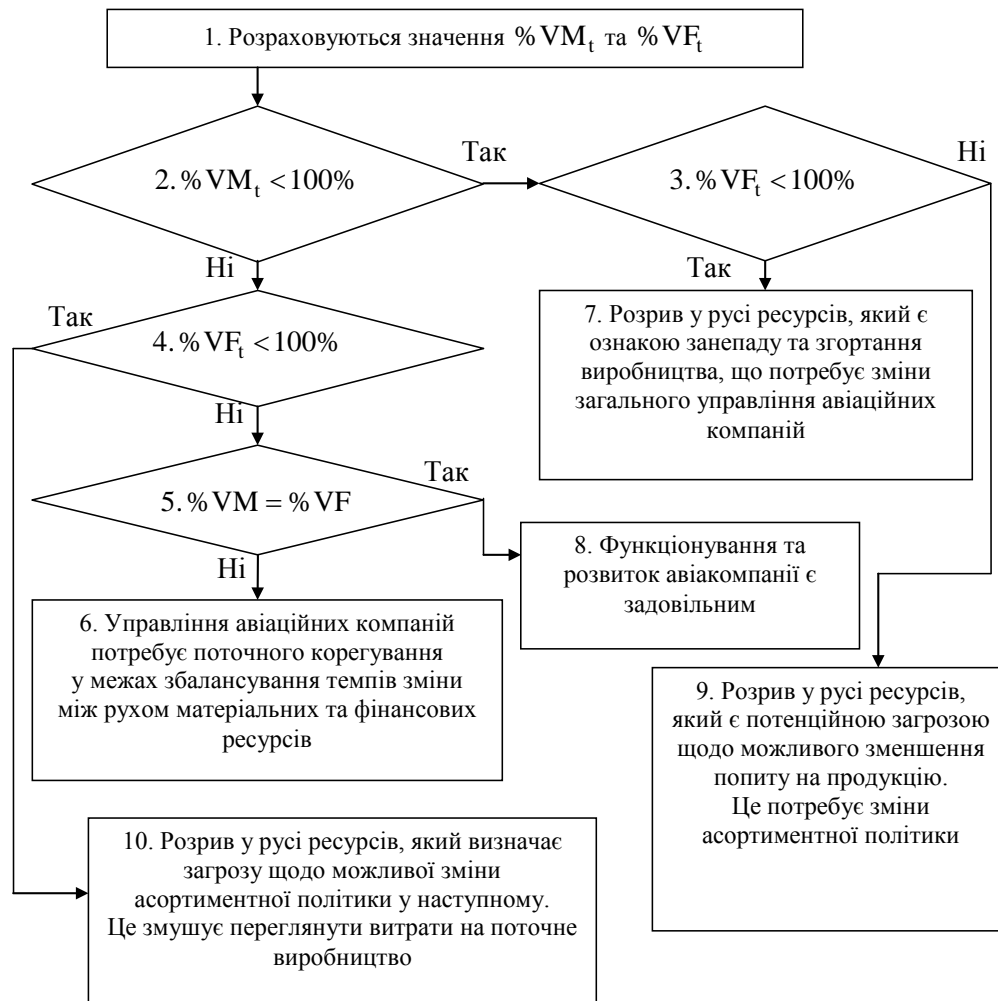 1. Розраховуються значення % VMt та % VFt
Так
Ні
2. % VMt < 100%
3. % VFt < 100%
Ні
Так
Так
4. % VFt < 100%
7. Розрив у русі ресурсів, який є
ознакою занепаду та згортання
виробництва, що потребує зміни
загального управління авіаційних
компаній
Ні
Так
5. % VM = % VF
8. Функціонування та
розвиток авіакомпанії є
задовільним
Ні
6. Управління авіаційних компаній
потребує поточного корегування
у межах збалансування темпів зміни
між рухом матеріальних та фінансових
ресурсів
9. Розрив у русі ресурсів,
який є потенційною загрозою
щодо можливого зменшення
попиту на продукцію.
Це потребує зміни
асортиментної політики
10. Розрив у русі ресурсів, який визначає
загрозу щодо можливої зміни
асортиментної політики у наступному.
Це змушує переглянути витрати на поточне
виробництво